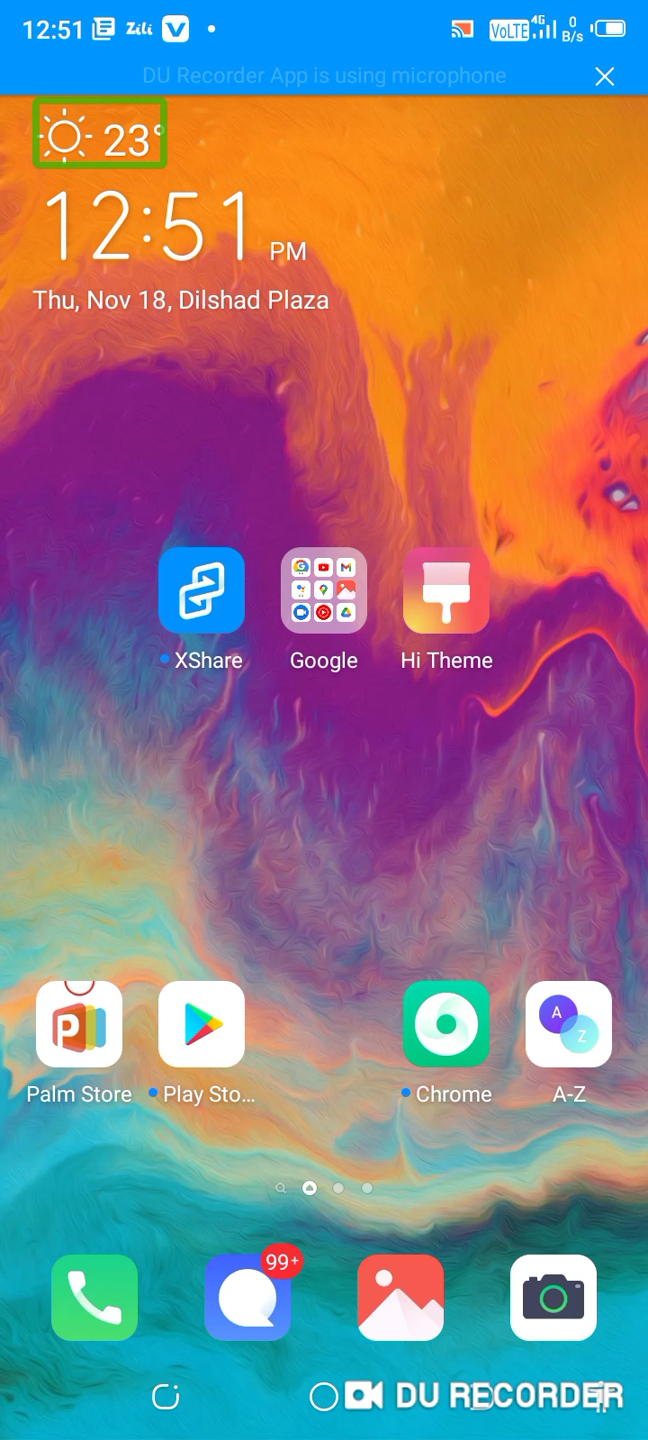 12:51 Zili V VoLTE 4G 0 B/s
DU Recorder App is using microphone
23°
12:51 PM
Thu, Nov 18, Dilshad Plaza
XShare Google Hi Theme
P A Z
Palm Store Play Sto... Chrome A-Z
99+
DU RECORDER